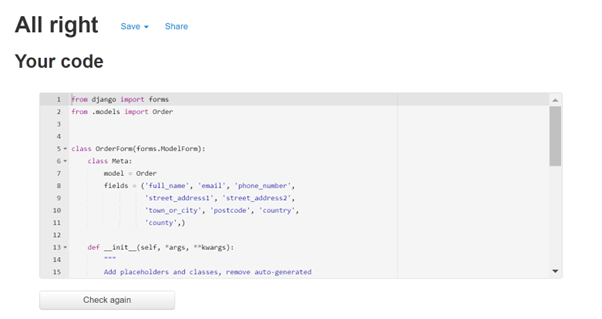 All right
Save Share
Your code
1 from django import forms
2 from .models import Order
3
4
5 class OrderForm(forms.ModelForm):
6     class Meta:
7         model = Order
8         fields = ('full_name', 'email', 'phone_number',
9                   'street_address1', 'street_address2',
10                   'town_or_city', 'postcode', 'country',
11                   'county',)
12
13     def __init__(self, *args, **kwargs):
14         """
15         Add placeholders and classes, remove auto-generated
Check again